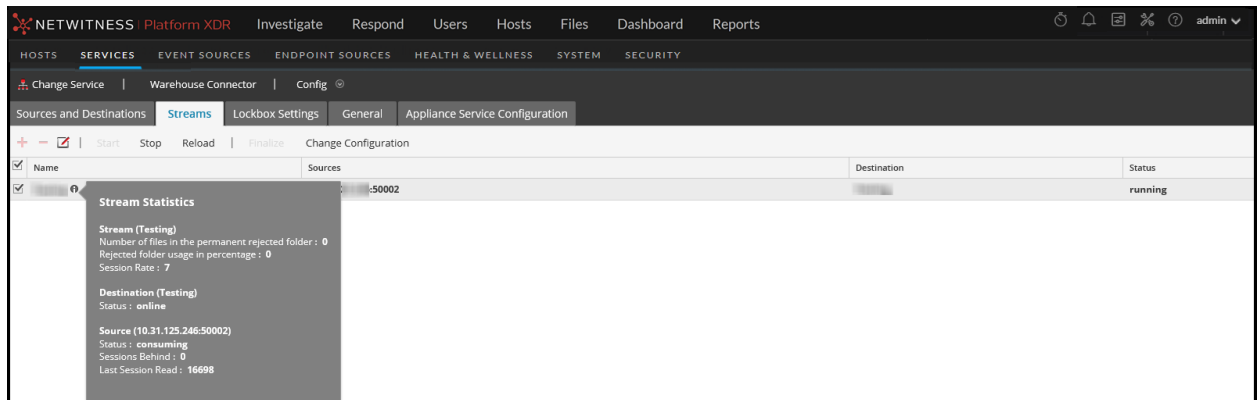 NETWITNESS | Platform XDR Investigate Respond Users Hosts Files Dashboard Reports admin
HOSTS SERVICES EVENT SOURCES ENDPOINT SOURCES HEALTH & WELLNESS SYSTEM SECURITY
Change Service | Warehouse Connector | Config
Sources and Destinations Streams Lockbox Settings General Appliance Service Configuration
Start Stop Reload | Finalize Change Configuration
Name Sources Destination Status
:50002 running
Stream Statistics
Stream (Testing)
Number of files in the permanent rejected folder : 0
Rejected folder usage in percentage : 0
Session Rate : 7
Destination (Testing)
Status : online
Source (10.31.125.246:50002)
Status : consuming
Sessions Behind : 0
Last Session Read : 16698